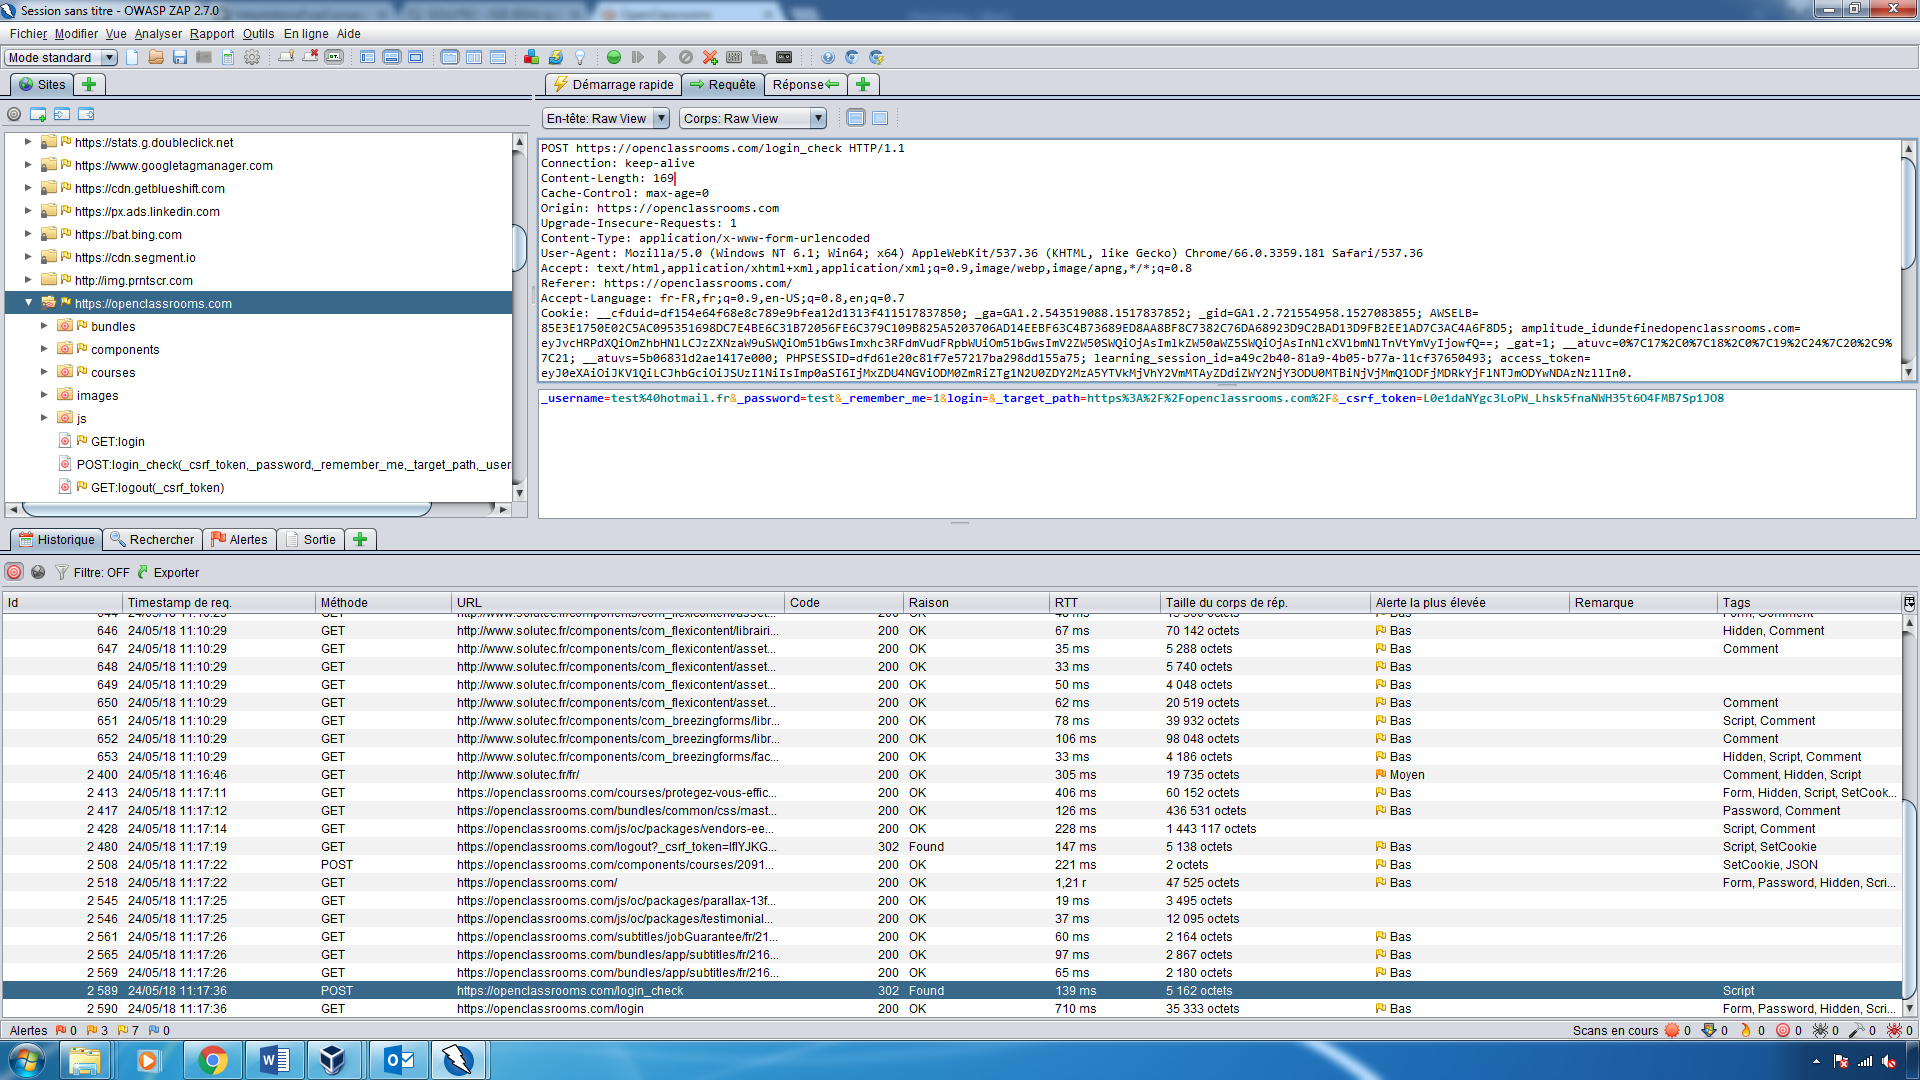 Session sans titre - OWASP ZAP 2.7.0
Fichier Modifier Vue Analyser Rapport Outils En ligne Aide
Mode standard
Sites
Démarrage rapide Requête Réponse
En-tête: Raw View Corps: Raw View
https://stats.g.doubleclick.net
https://www.googletagmanager.com
https://cdn.getblueshift.com
https://px.ads.linkedin.com
https://bat.bing.com
https://cdn.segment.io
http://img.prntscr.com
https://openclassrooms.com
bundles
components
courses
images
js
GET:login
POST:login_check(_csrf_token,_password,_remember_me,_target_path,_user
GET:logout(_csrf_token)
POST https://openclassrooms.com/login_check HTTP/1.1
Connection: keep-alive
Content-Length: 169
Cache-Control: max-age=0
Origin: https://openclassrooms.com
Upgrade-Insecure-Requests: 1
Content-Type: application/x-www-form-urlencoded
User-Agent: Mozilla/5.0 (Windows NT 6.1; Win64; x64) AppleWebKit/537.36 (KHTML, like Gecko) Chrome/66.0.3359.181 Safari/537.36
Accept: text/html,application/xhtml+xml,application/xml;q=0.9,image/webp,image/apng,*/*;q=0.8
Referer: https://openclassrooms.com/
Accept-Language: fr-FR,fr;q=0.9,en-US;q=0.8,en;q=0.7
Cookie: __cfduid=df154e64f68e8c789e9bfea12d1313f411517837850; _ga=GA1.2.543519088.1517837852; _gid=GA1.2.721554958.1527083855; AWSELB=
85E3E1750E02C5AC095351698DC7E4BE6C31B72056FE6C379C109B825A5203706AD14EEBF63C4B73689ED8AA8BF8C7382C76DA68923D9C2BAD13D9FB2EE1AD7C3AC4A6F8D5; amplitude_idundefinedopenclassrooms.com=
eyJvcHRPdXQiOmZhbHNlLCJzZXNzaW9uSWQiOm51bGwsImxhc3RFdmVudFRpbWUiOm51bGwsImV2ZW50SWQiOjAsImlkZW50aWZ5SWQiOjAsInNlcXVlbmNlTnVtYmVyIjowfQ==; _gat=1; __atuvc=0%7C17%2C0%7C18%2C0%7C19%2C24%7C20%2C9%
7C21; __atuvs=5b06831d2ae1417e000; PHPSESSID=dfd61e20c81f7e57217ba298dd155a75; learning_session_id=a49c2b40-81a9-4b05-b77a-11cf37650493; access_token=
eyJ0eXAiOiJKV1QiLCJhbGciOiJSUzI1NiIsImp0aSI6IjMxZDU4NGViODM0ZmRiZTg1N2U0ZDY2MzA5YTVkMjVhY2VmMTAyZDdiZWY2NjY3ODU0MTBiNjVjMmQ1ODFjMDRkYjFlNTJmODYwNDAzNzllIn0.
_username=test%40hotmail.fr&_password=test&_remember_me=1&login=&_target_path=https%3A%2F%2Fopenclassrooms.com%2F&_csrf_token=L0e1daNYgc3LoPW_Lhsk5fnaNWH35t6O4FMB7Sp1JO8
Historique Rechercher Alertes Sortie
Filtre: OFF Exporter
Id Timestamp de req. Méthode URL Code Raison RTT Taille du corps de rép. Alerte la plus élevée Remarque Tags
646 24/05/18 11:10:29 GET http://www.solutec.fr/components/com_flexicontent/librairi... 200 OK 67 ms 70 142 octets Bas Hidden, Comment
647 24/05/18 11:10:29 GET http://www.solutec.fr/components/com_flexicontent/asset... 200 OK 35 ms 5 288 octets Bas Comment
648 24/05/18 11:10:29 GET http://www.solutec.fr/components/com_flexicontent/asset... 200 OK 33 ms 5 740 octets Bas
649 24/05/18 11:10:29 GET http://www.solutec.fr/components/com_flexicontent/asset... 200 OK 50 ms 4 048 octets Bas
650 24/05/18 11:10:29 GET http://www.solutec.fr/components/com_flexicontent/asset... 200 OK 62 ms 20 519 octets Bas Comment
651 24/05/18 11:10:29 GET http://www.solutec.fr/components/com_breezingforms/libr... 200 OK 78 ms 39 932 octets Bas Script, Comment
652 24/05/18 11:10:29 GET http://www.solutec.fr/components/com_breezingforms/libr... 200 OK 106 ms 98 048 octets Bas Comment
653 24/05/18 11:10:29 GET http://www.solutec.fr/components/com_breezingforms/fac... 200 OK 33 ms 4 186 octets Bas Hidden, Script, Comment
2 400 24/05/18 11:16:46 GET http://www.solutec.fr/fr/ 200 OK 305 ms 19 735 octets Moyen Comment, Hidden, Script
2 413 24/05/18 11:17:11 GET https://openclassrooms.com/courses/protegez-vous-effic... 200 OK 406 ms 60 152 octets Bas Form, Hidden, Script, SetCook...
2 417 24/05/18 11:17:12 GET https://openclassrooms.com/bundles/common/css/mast... 200 OK 126 ms 436 531 octets Bas Password, Comment
2 428 24/05/18 11:17:14 GET https://openclassrooms.com/js/oc/packages/vendors-ee... 200 OK 228 ms 1 443 117 octets Script, Comment
2 480 24/05/18 11:17:19 GET https://openclassrooms.com/logout?_csrf_token=lflYJKG... 302 Found 147 ms 5 138 octets Bas Script, SetCookie
2 508 24/05/18 11:17:22 POST https://openclassrooms.com/components/courses/2091... 200 OK 221 ms 2 octets Bas SetCookie, JSON
2 518 24/05/18 11:17:22 GET https://openclassrooms.com/ 200 OK 1,21 r 47 525 octets Bas Form, Password, Hidden, Scri...
2 545 24/05/18 11:17:25 GET https://openclassrooms.com/js/oc/packages/parallax-13f... 200 OK 19 ms 3 495 octets
2 546 24/05/18 11:17:25 GET https://openclassrooms.com/js/oc/packages/testimonial... 200 OK 37 ms 12 095 octets
2 561 24/05/18 11:17:26 GET https://openclassrooms.com/subtitles/jobGuarantee/fr/21... 200 OK 60 ms 2 164 octets Bas
2 565 24/05/18 11:17:26 GET https://openclassrooms.com/bundles/app/subtitles/fr/216... 200 OK 97 ms 2 867 octets Bas
2 569 24/05/18 11:17:26 GET https://openclassrooms.com/bundles/app/subtitles/fr/216... 200 OK 65 ms 2 180 octets Bas
2 589 24/05/18 11:17:36 POST https://openclassrooms.com/login_check 302 Found 139 ms 5 162 octets Script
2 590 24/05/18 11:17:36 GET https://openclassrooms.com/login 200 OK 710 ms 35 333 octets Bas Form, Password, Hidden, Scri...
Alertes 0 3 7 0 Scans en cours 0 0 0 0 0 0 0